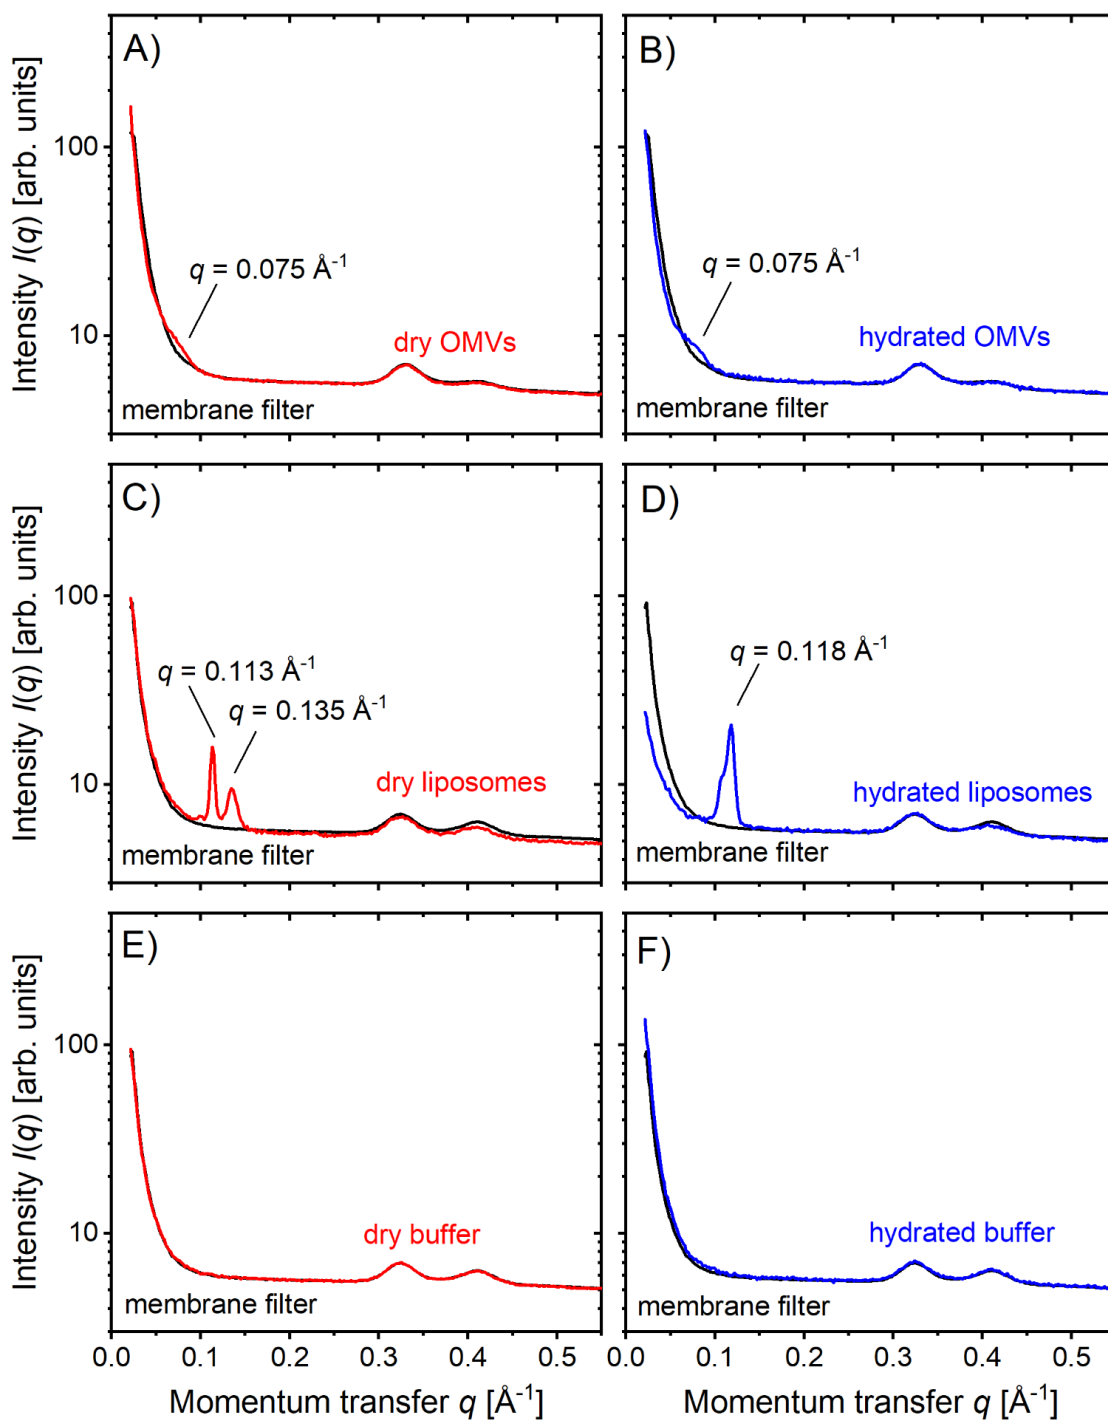 A)
B)
Intensity I(q) [arb. units]
100
10
q = 0.075 Å⁻¹
dry OMVs
membrane filter
q = 0.075 Å⁻¹
hydrated OMVs
membrane filter
C)
D)
Intensity I(q) [arb. units]
100
10
q = 0.113 Å⁻¹
q = 0.135 Å⁻¹
dry liposomes
membrane filter
q = 0.118 Å⁻¹
hydrated liposomes
membrane filter
E)
F)
Intensity I(q) [arb. units]
100
10
dry buffer
membrane filter
hydrated buffer
membrane filter
0.0 0.1 0.2 0.3 0.4 0.5
0.0 0.1 0.2 0.3 0.4 0.5
Momentum transfer q [Å⁻¹]
Momentum transfer q [Å⁻¹]